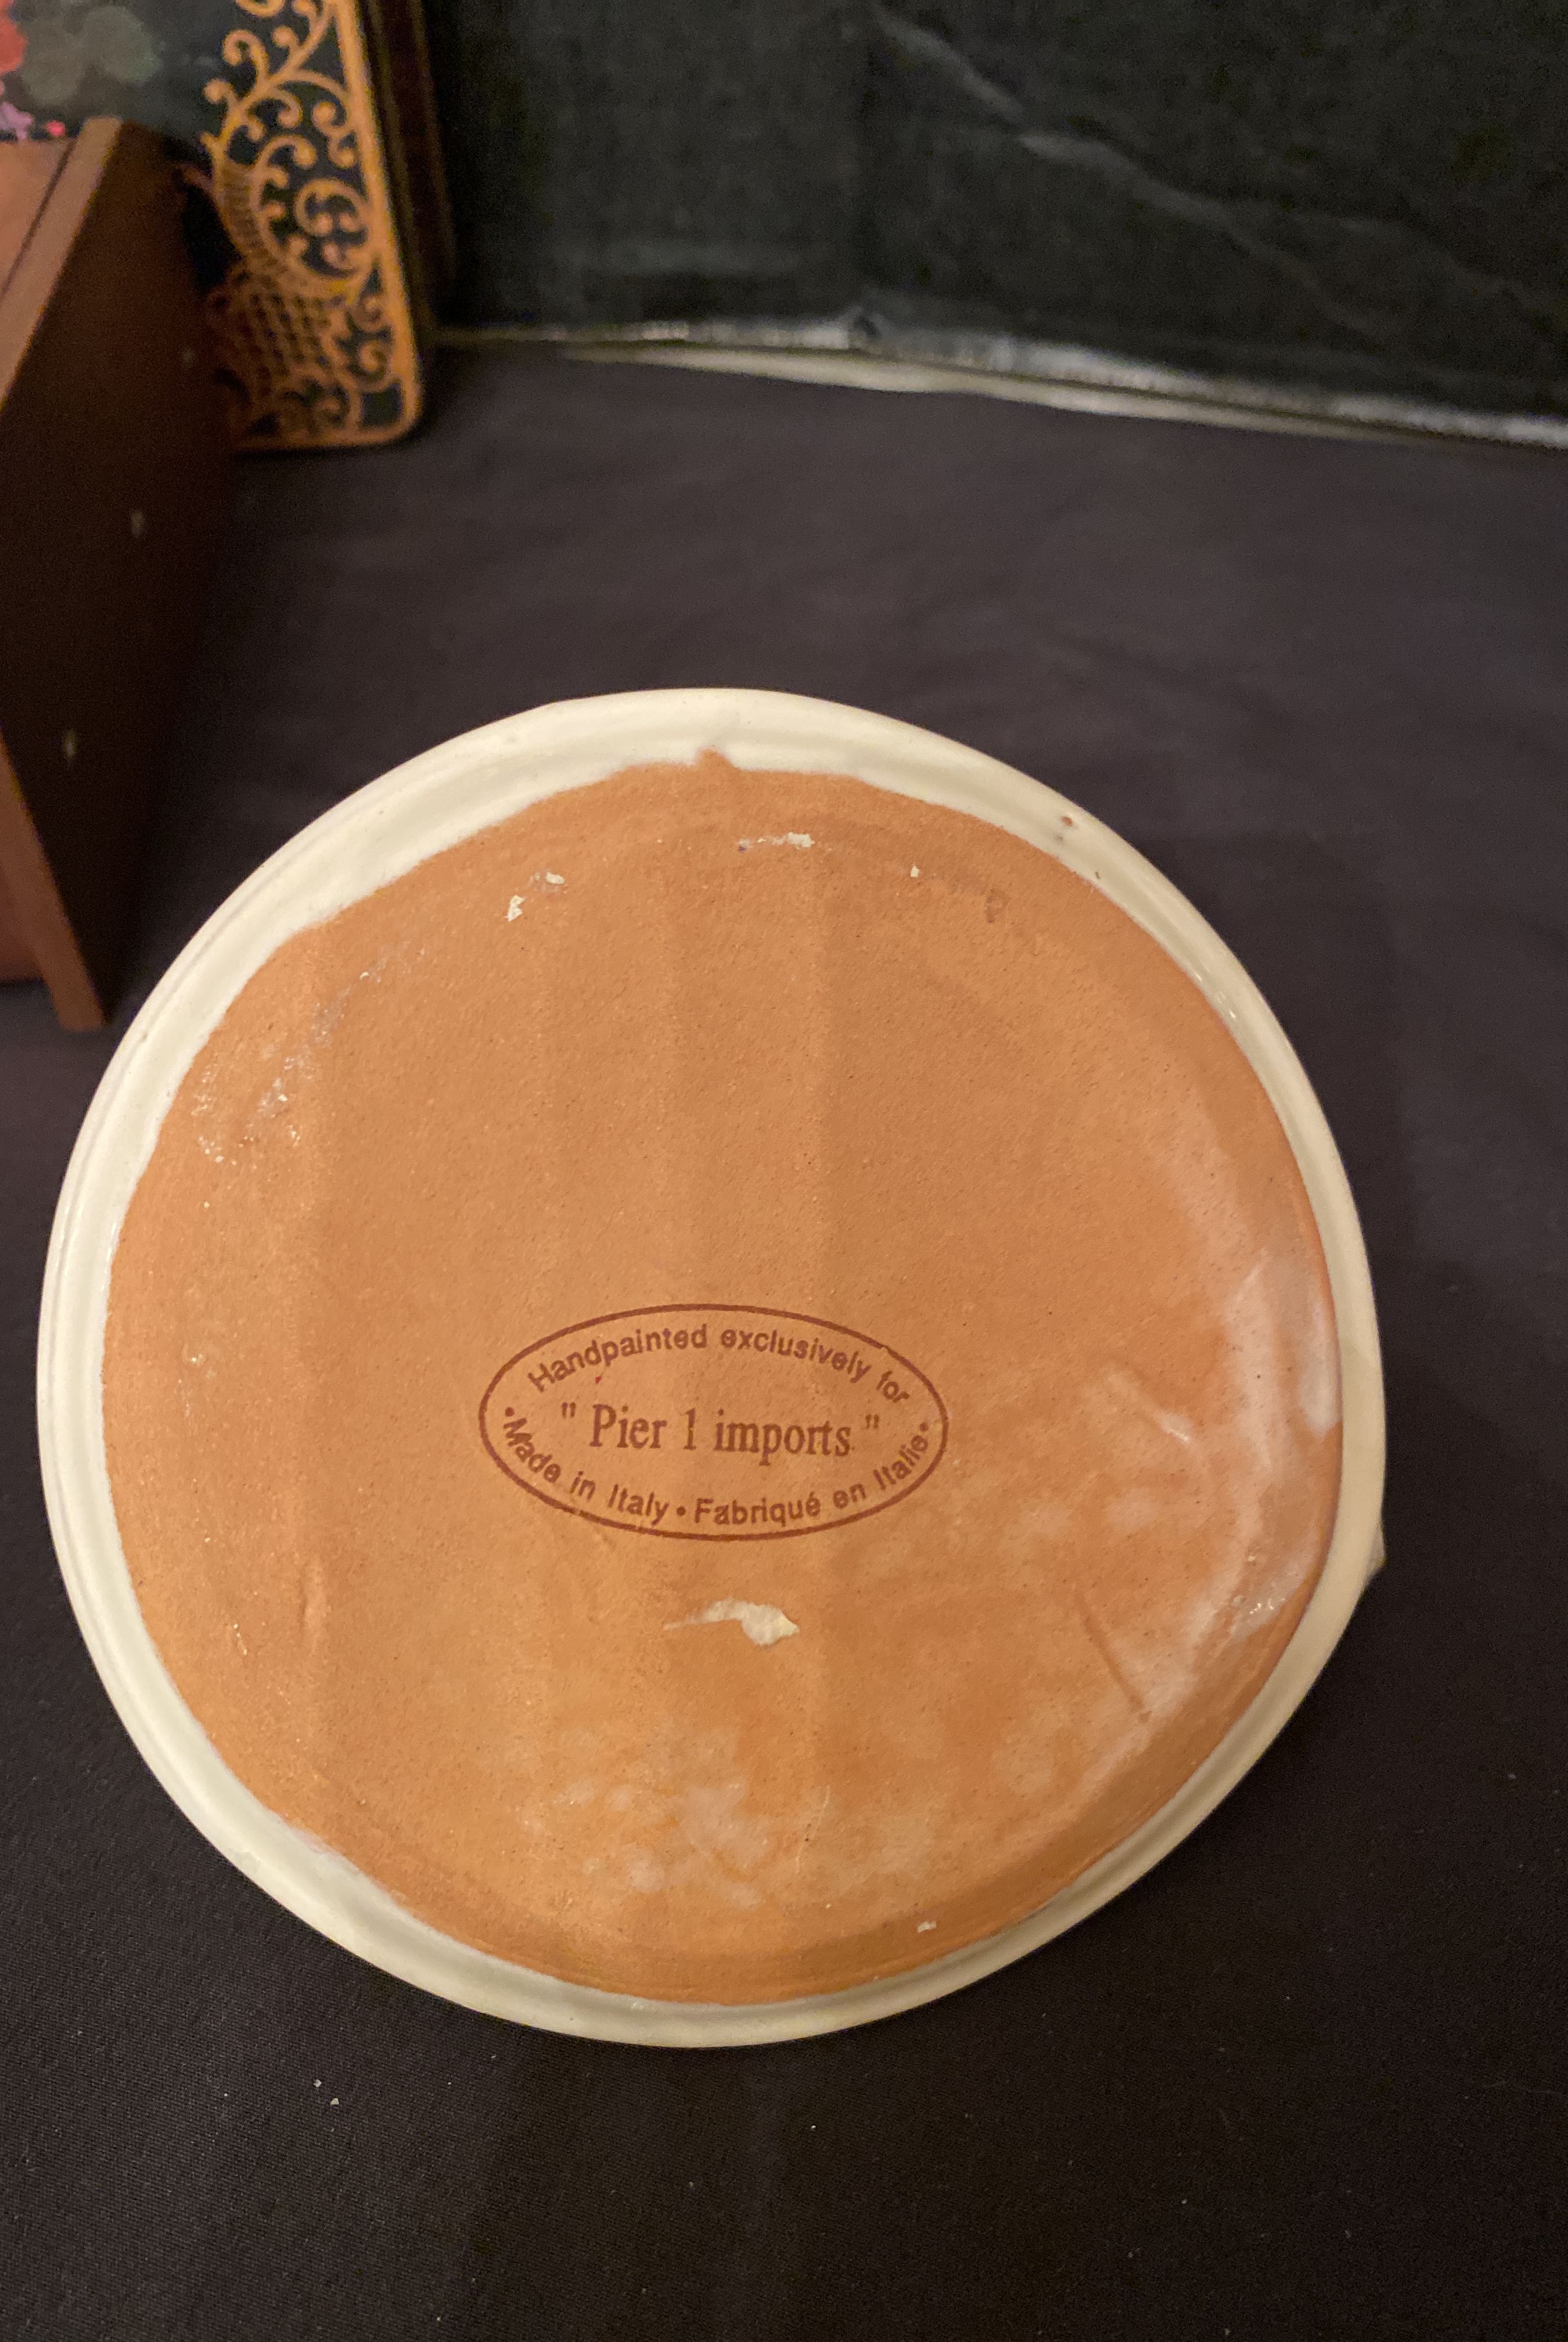 Handpainted exclusively for
" Pier 1 imports "
•Made in Italy • Fabriqué en Italie•